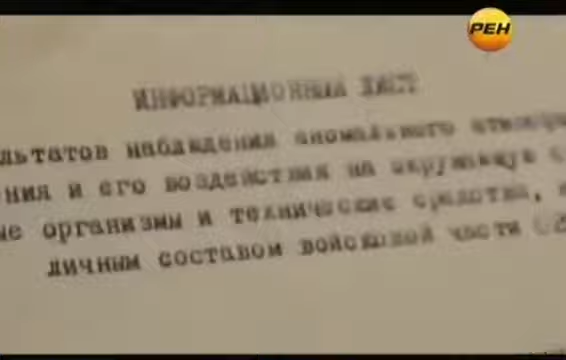 РЕН
ИНФОРМАЦИОННЫЙ ЛИСТ
льтатов наблюдения аномального атмосф
ния и его воздействия на окружающую с
ые организмы и технические средства,
личным составом войсковой части